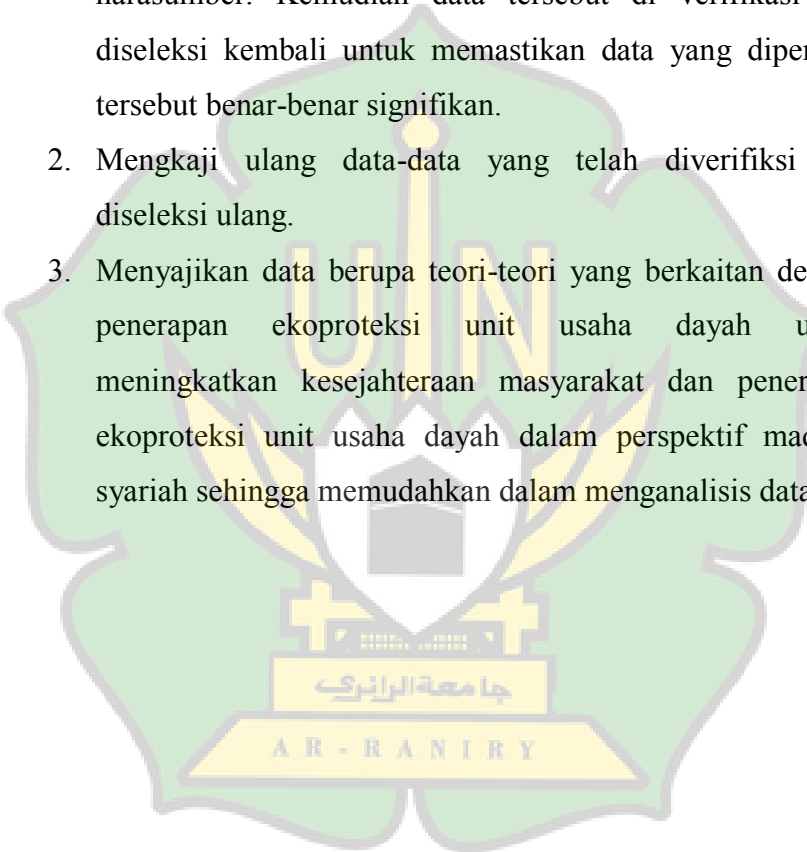 narasumber. Kemudian data tersebut di verifikasi
diseleksi kembali untuk memastikan data yang diper
tersebut benar-benar signifikan.
2. Mengkaji ulang data-data yang telah diverifiksi
diseleksi ulang.
3. Menyajikan data berupa teori-teori yang berkaitan de
penerapan ekoproteksi unit usaha dayah u
meningkatkan kesejahteraan masyarakat dan pener
ekoproteksi unit usaha dayah dalam perspektif mac
syariah sehingga memudahkan dalam menganalisis data
UIN
جامعة الرانري
AR-RANIRY